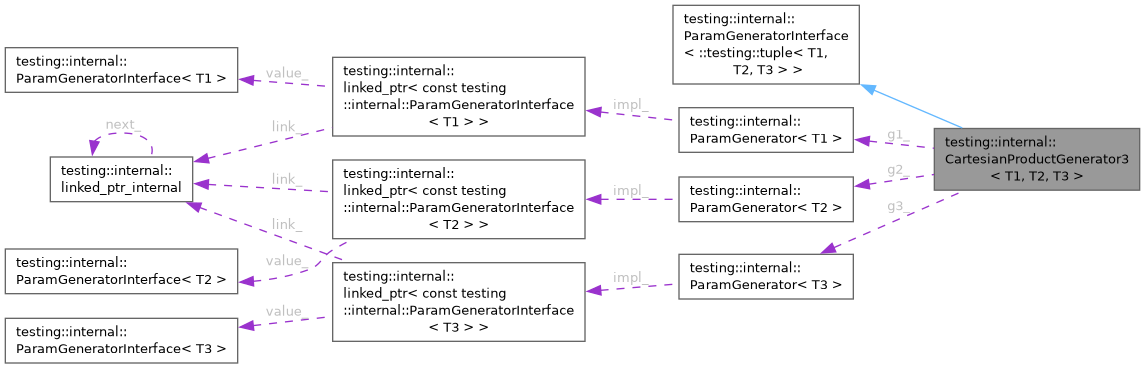 testing::internal::
ParamGeneratorInterface
< ::testing::tuple< T1,
T2, T3 > >
testing::internal::
ParamGeneratorInterface< T1 >
value_
testing::internal::
linked_ptr< const testing
::internal::ParamGeneratorInterface
< T1 > >
impl_
testing::internal::
ParamGenerator< T1 >
g1_
testing::internal::
CartesianProductGenerator3
< T1, T2, T3 >
next_
link_
testing::internal::
linked_ptr_internal
link_
testing::internal::
linked_ptr< const testing
::internal::ParamGeneratorInterface
< T2 > >
impl_
testing::internal::
ParamGenerator< T2 >
g2_
link_
g3_
testing::internal::
ParamGeneratorInterface< T2 >
value_
testing::internal::
linked_ptr< const testing
::internal::ParamGeneratorInterface
< T3 > >
impl_
testing::internal::
ParamGenerator< T3 >
value_
testing::internal::
ParamGeneratorInterface< T3 >